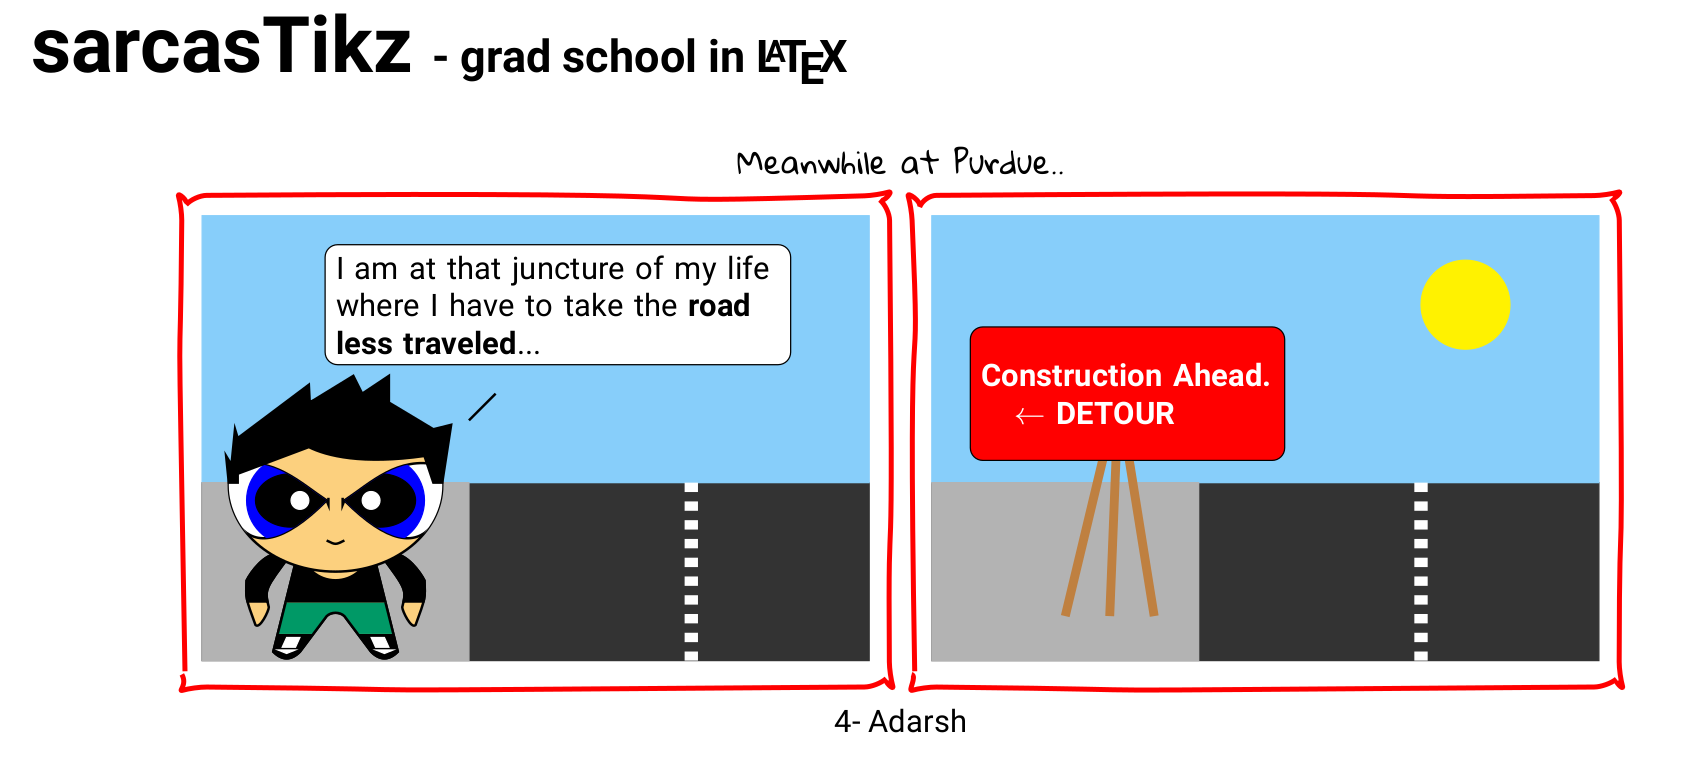 sarcasTikz - grad school in LATEX
Meanwhile at Purdue..
I am at that juncture of my life
where I have to take the road
less traveled...
Construction Ahead.
← DETOUR
4- Adarsh